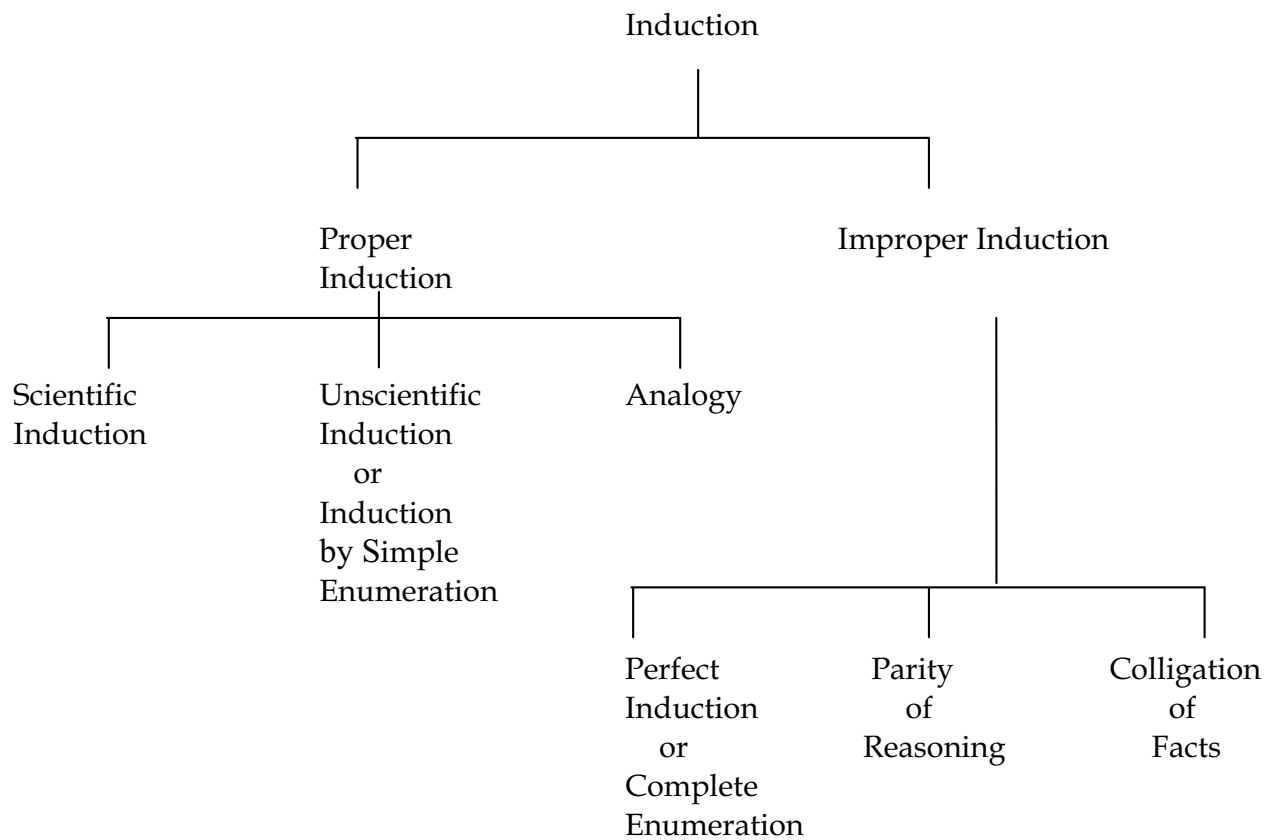 Induction
Proper
Induction
Improper Induction
Scientific
Induction
Unscientific
Induction
or
Induction
by Simple
Enumeration
Analogy
Perfect
Induction
or
Complete
Enumeration
Parity
of
Reasoning
Colligation
of
Facts